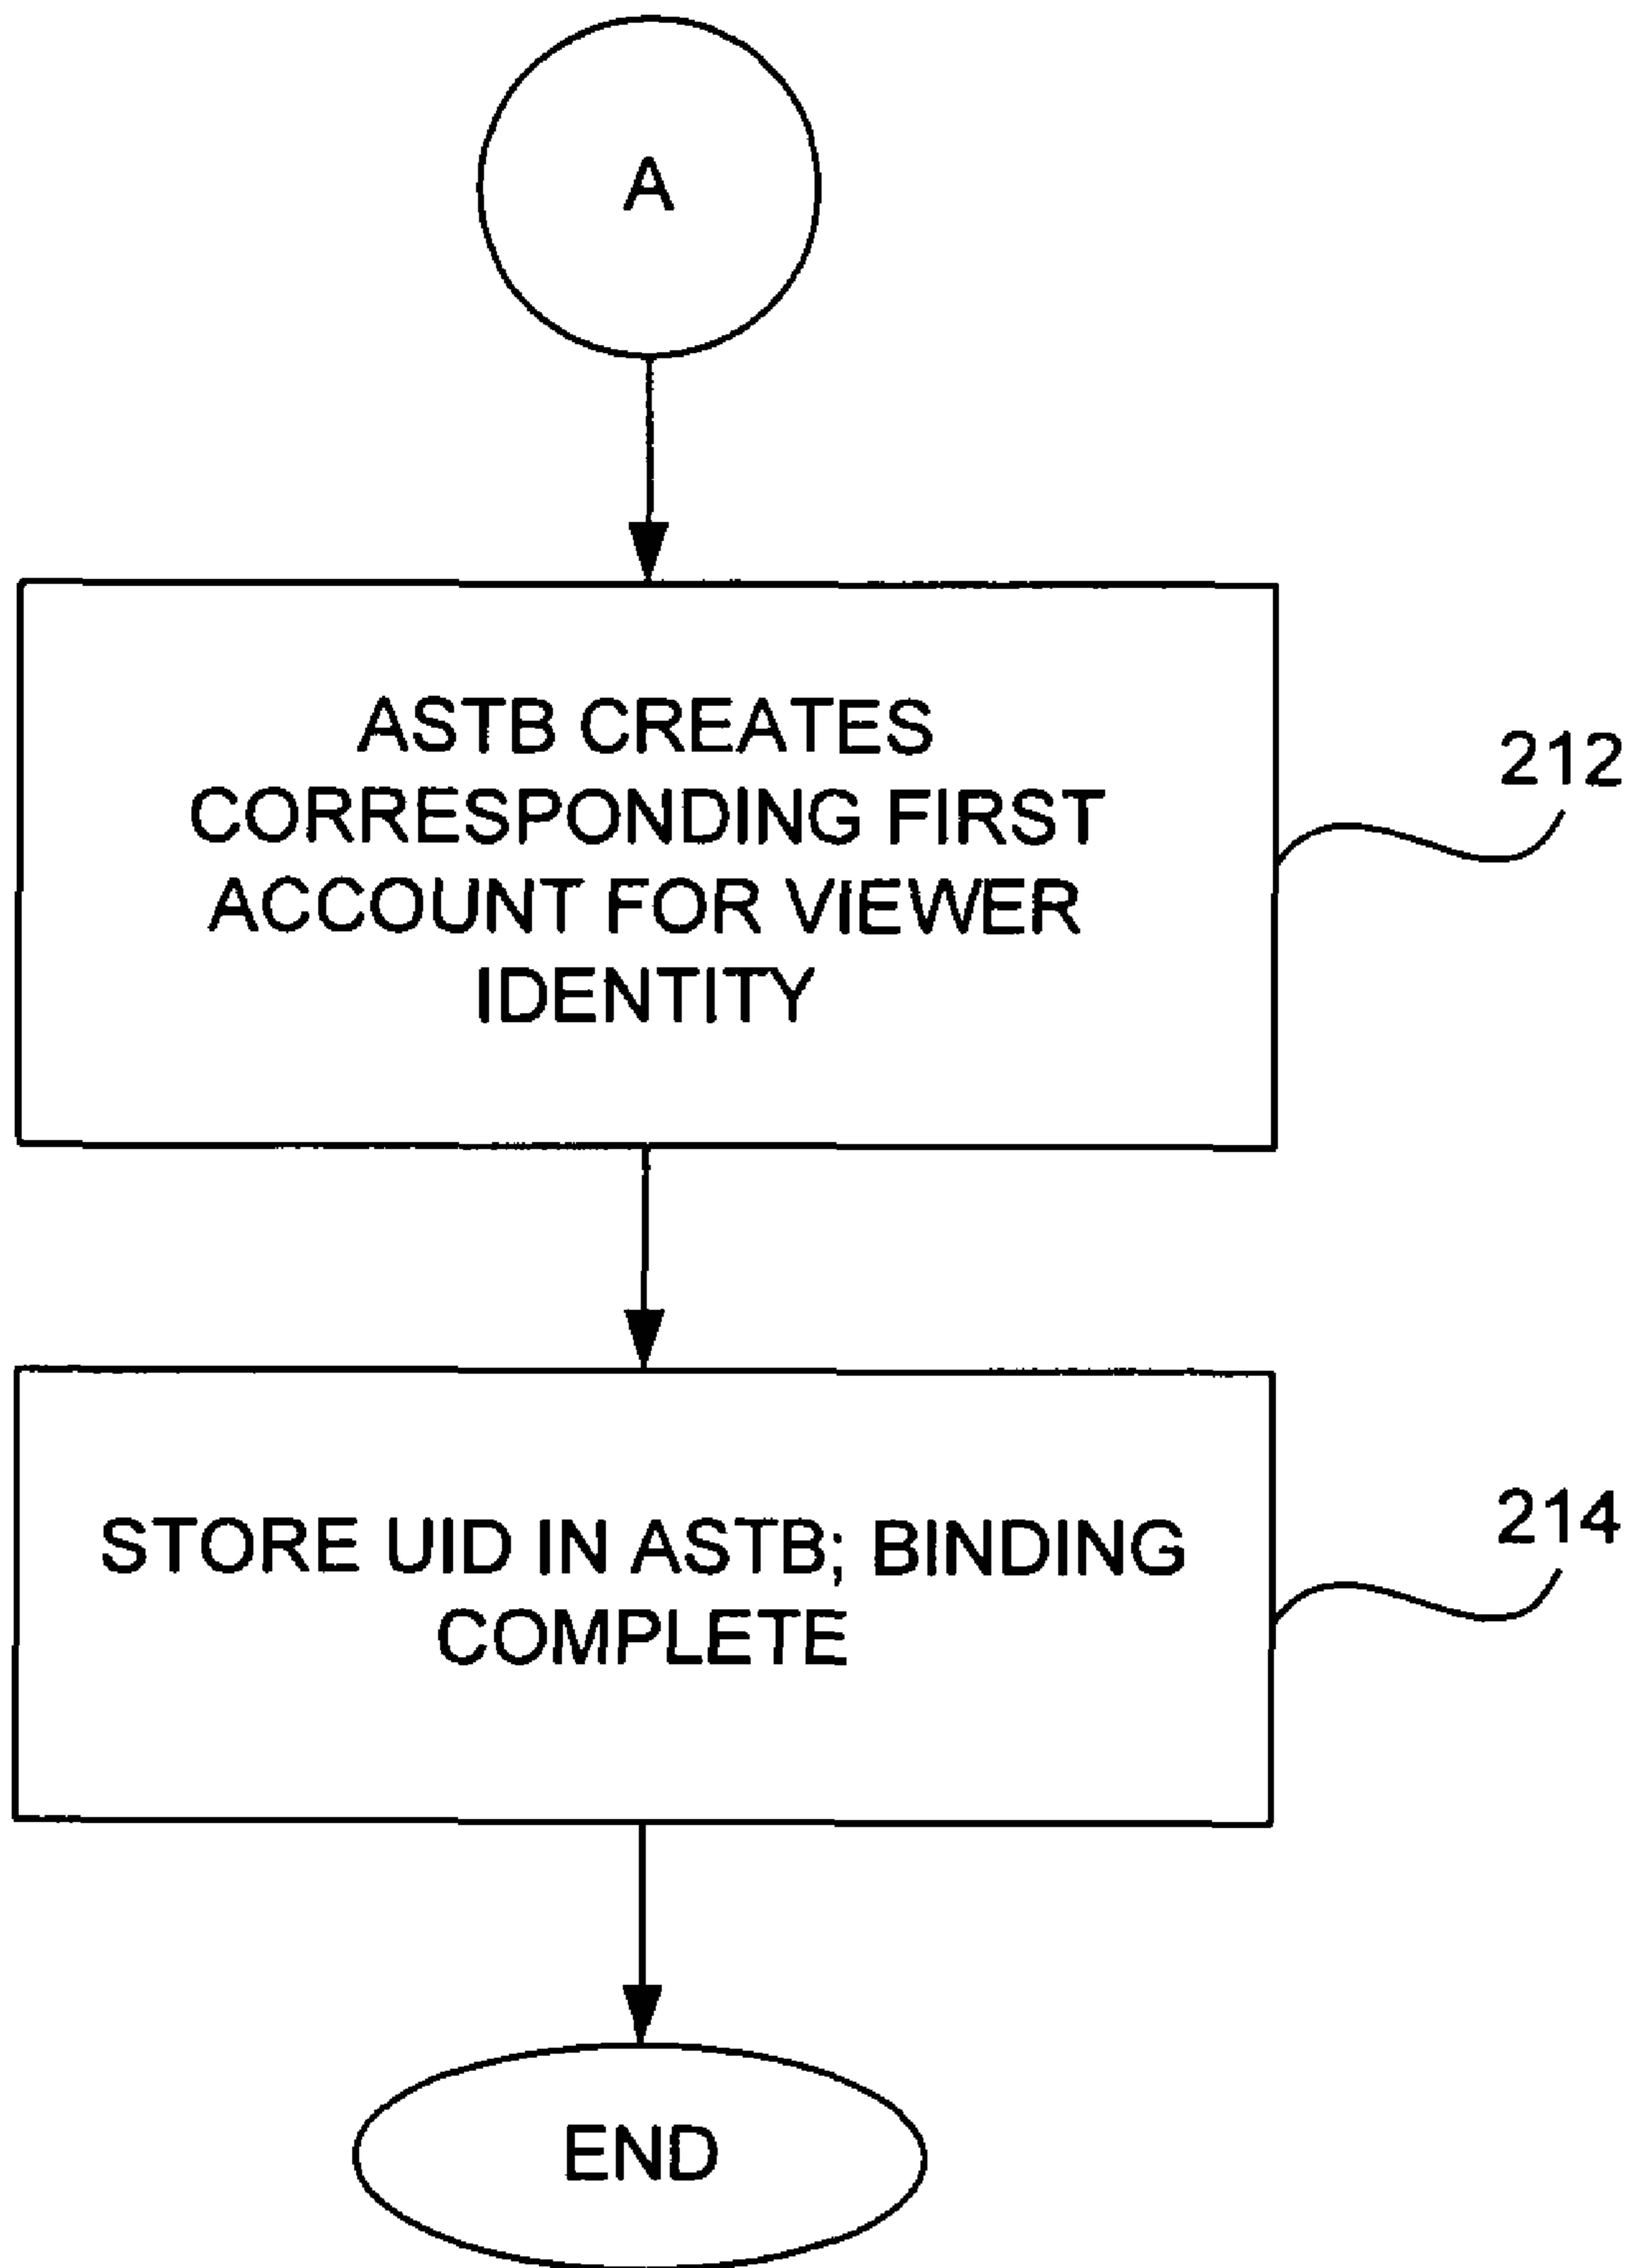 A
ASTB CREATES
CORRESPONDING FIRST
ACCOUNT FOR VIEWER
IDENTITY
212
STORE UID IN ASTB; BINDING
COMPLETE
214
END